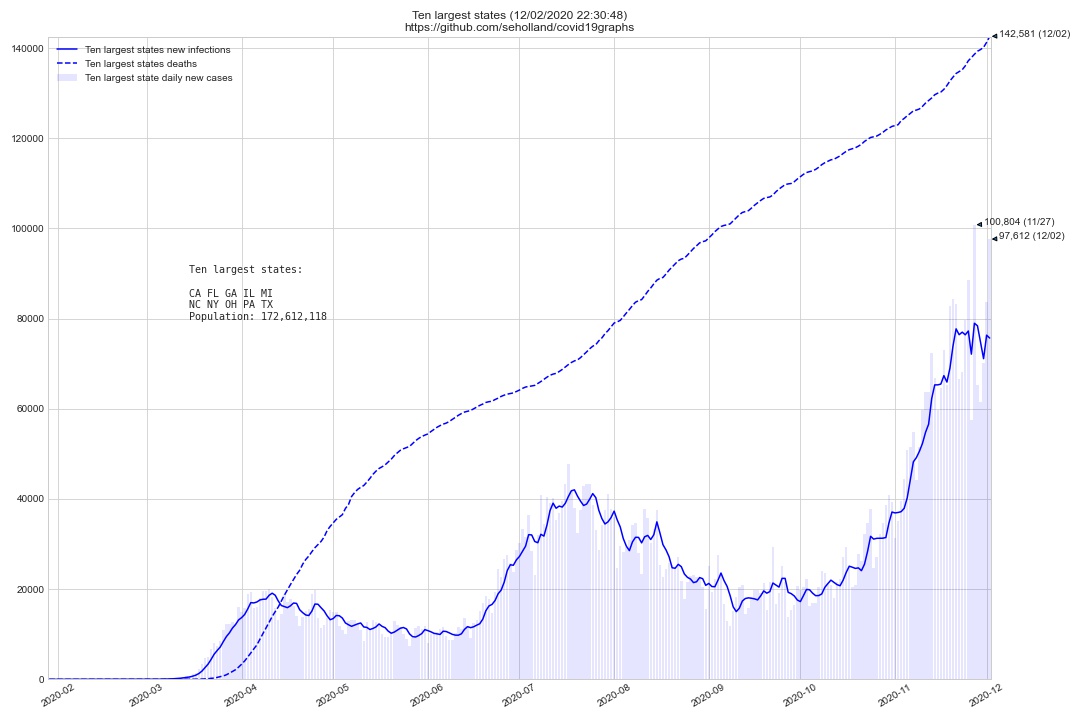 Ten largest states (12/02/2020 22:30:48)
https://github.com/seholland/covid19graphs
Ten largest states new infections
Ten largest states deaths
Ten largest state daily new cases
142,581 (12/02)
100,804 (11/27)
97,612 (12/02)
Ten largest states:
CA FL GA IL MI
NC NY OH PA TX
Population: 172,612,118
140000
120000
100000
80000
60000
40000
20000
0
2020-02
2020-03
2020-04
2020-05
2020-06
2020-07
2020-08
2020-09
2020-10
2020-11
2020-12